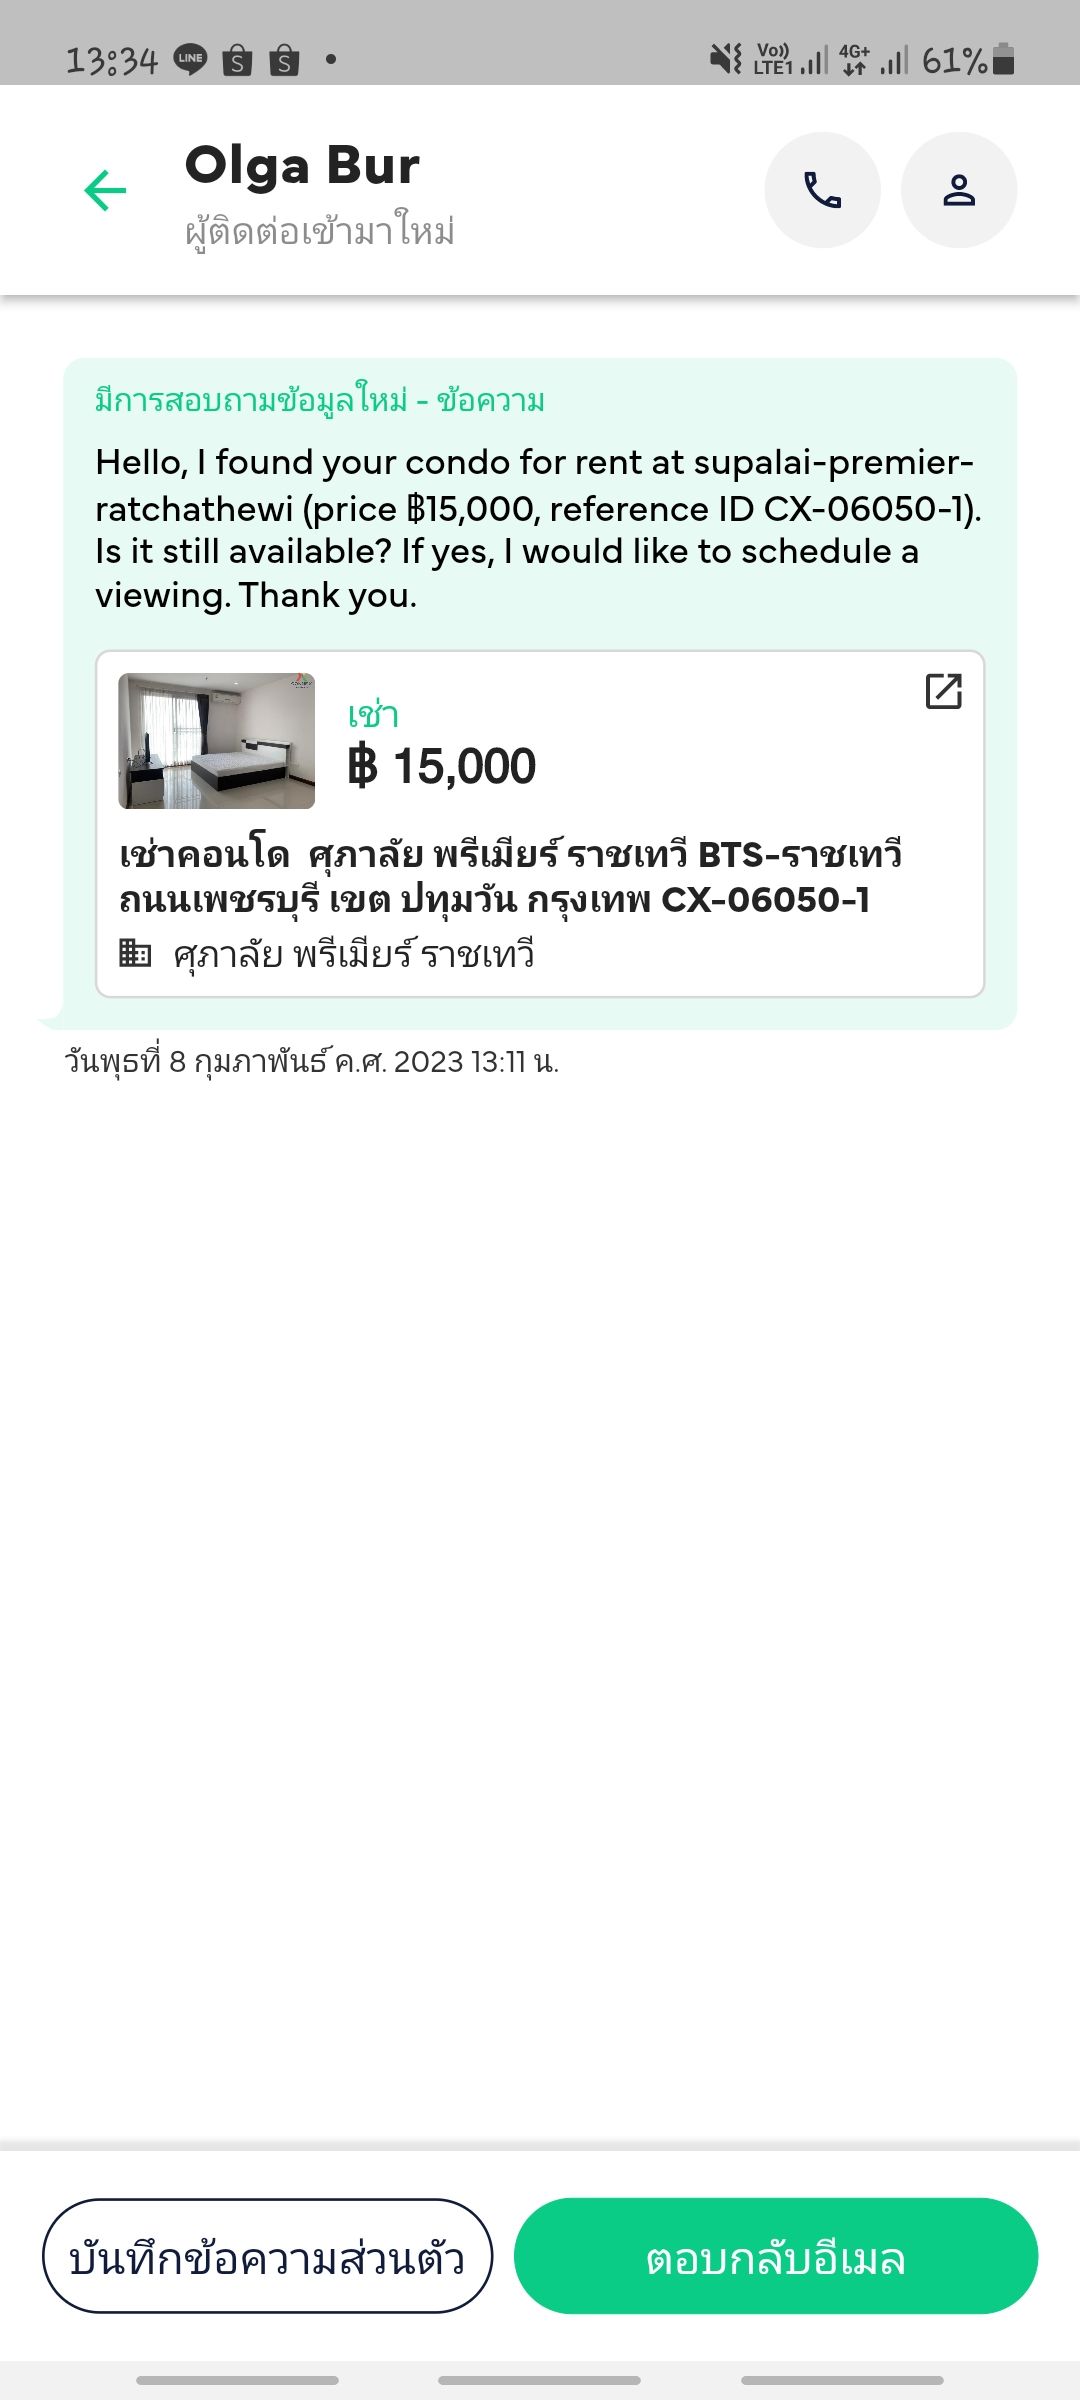 13:34 LINE S S • Vo)) LTE1 4G+ 61%
Olga Bur
ผู้ติดต่อเข้ามาใหม่
มีการสอบถามข้อมูลใหม่ - ข้อความ
Hello, I found your condo for rent at supalai-premier-
ratchathewi (price ฿15,000, reference ID CX-06050-1).
Is it still available? If yes, I would like to schedule a
viewing. Thank you.
เช่า
฿ 15,000
เช่าคอนโด  ศุภาลัย พรีเมียร์ ราชเทวี BTS-ราชเทวี
ถนนเพชรบุรี เขต ปทุมวัน กรุงเทพ CX-06050-1
ศุภาลัย พรีเมียร์ ราชเทวี
วันพุธที่ 8 กุมภาพันธ์ ค.ศ. 2023 13:11 น.
บันทึกข้อความส่วนตัว
ตอบกลับอีเมล